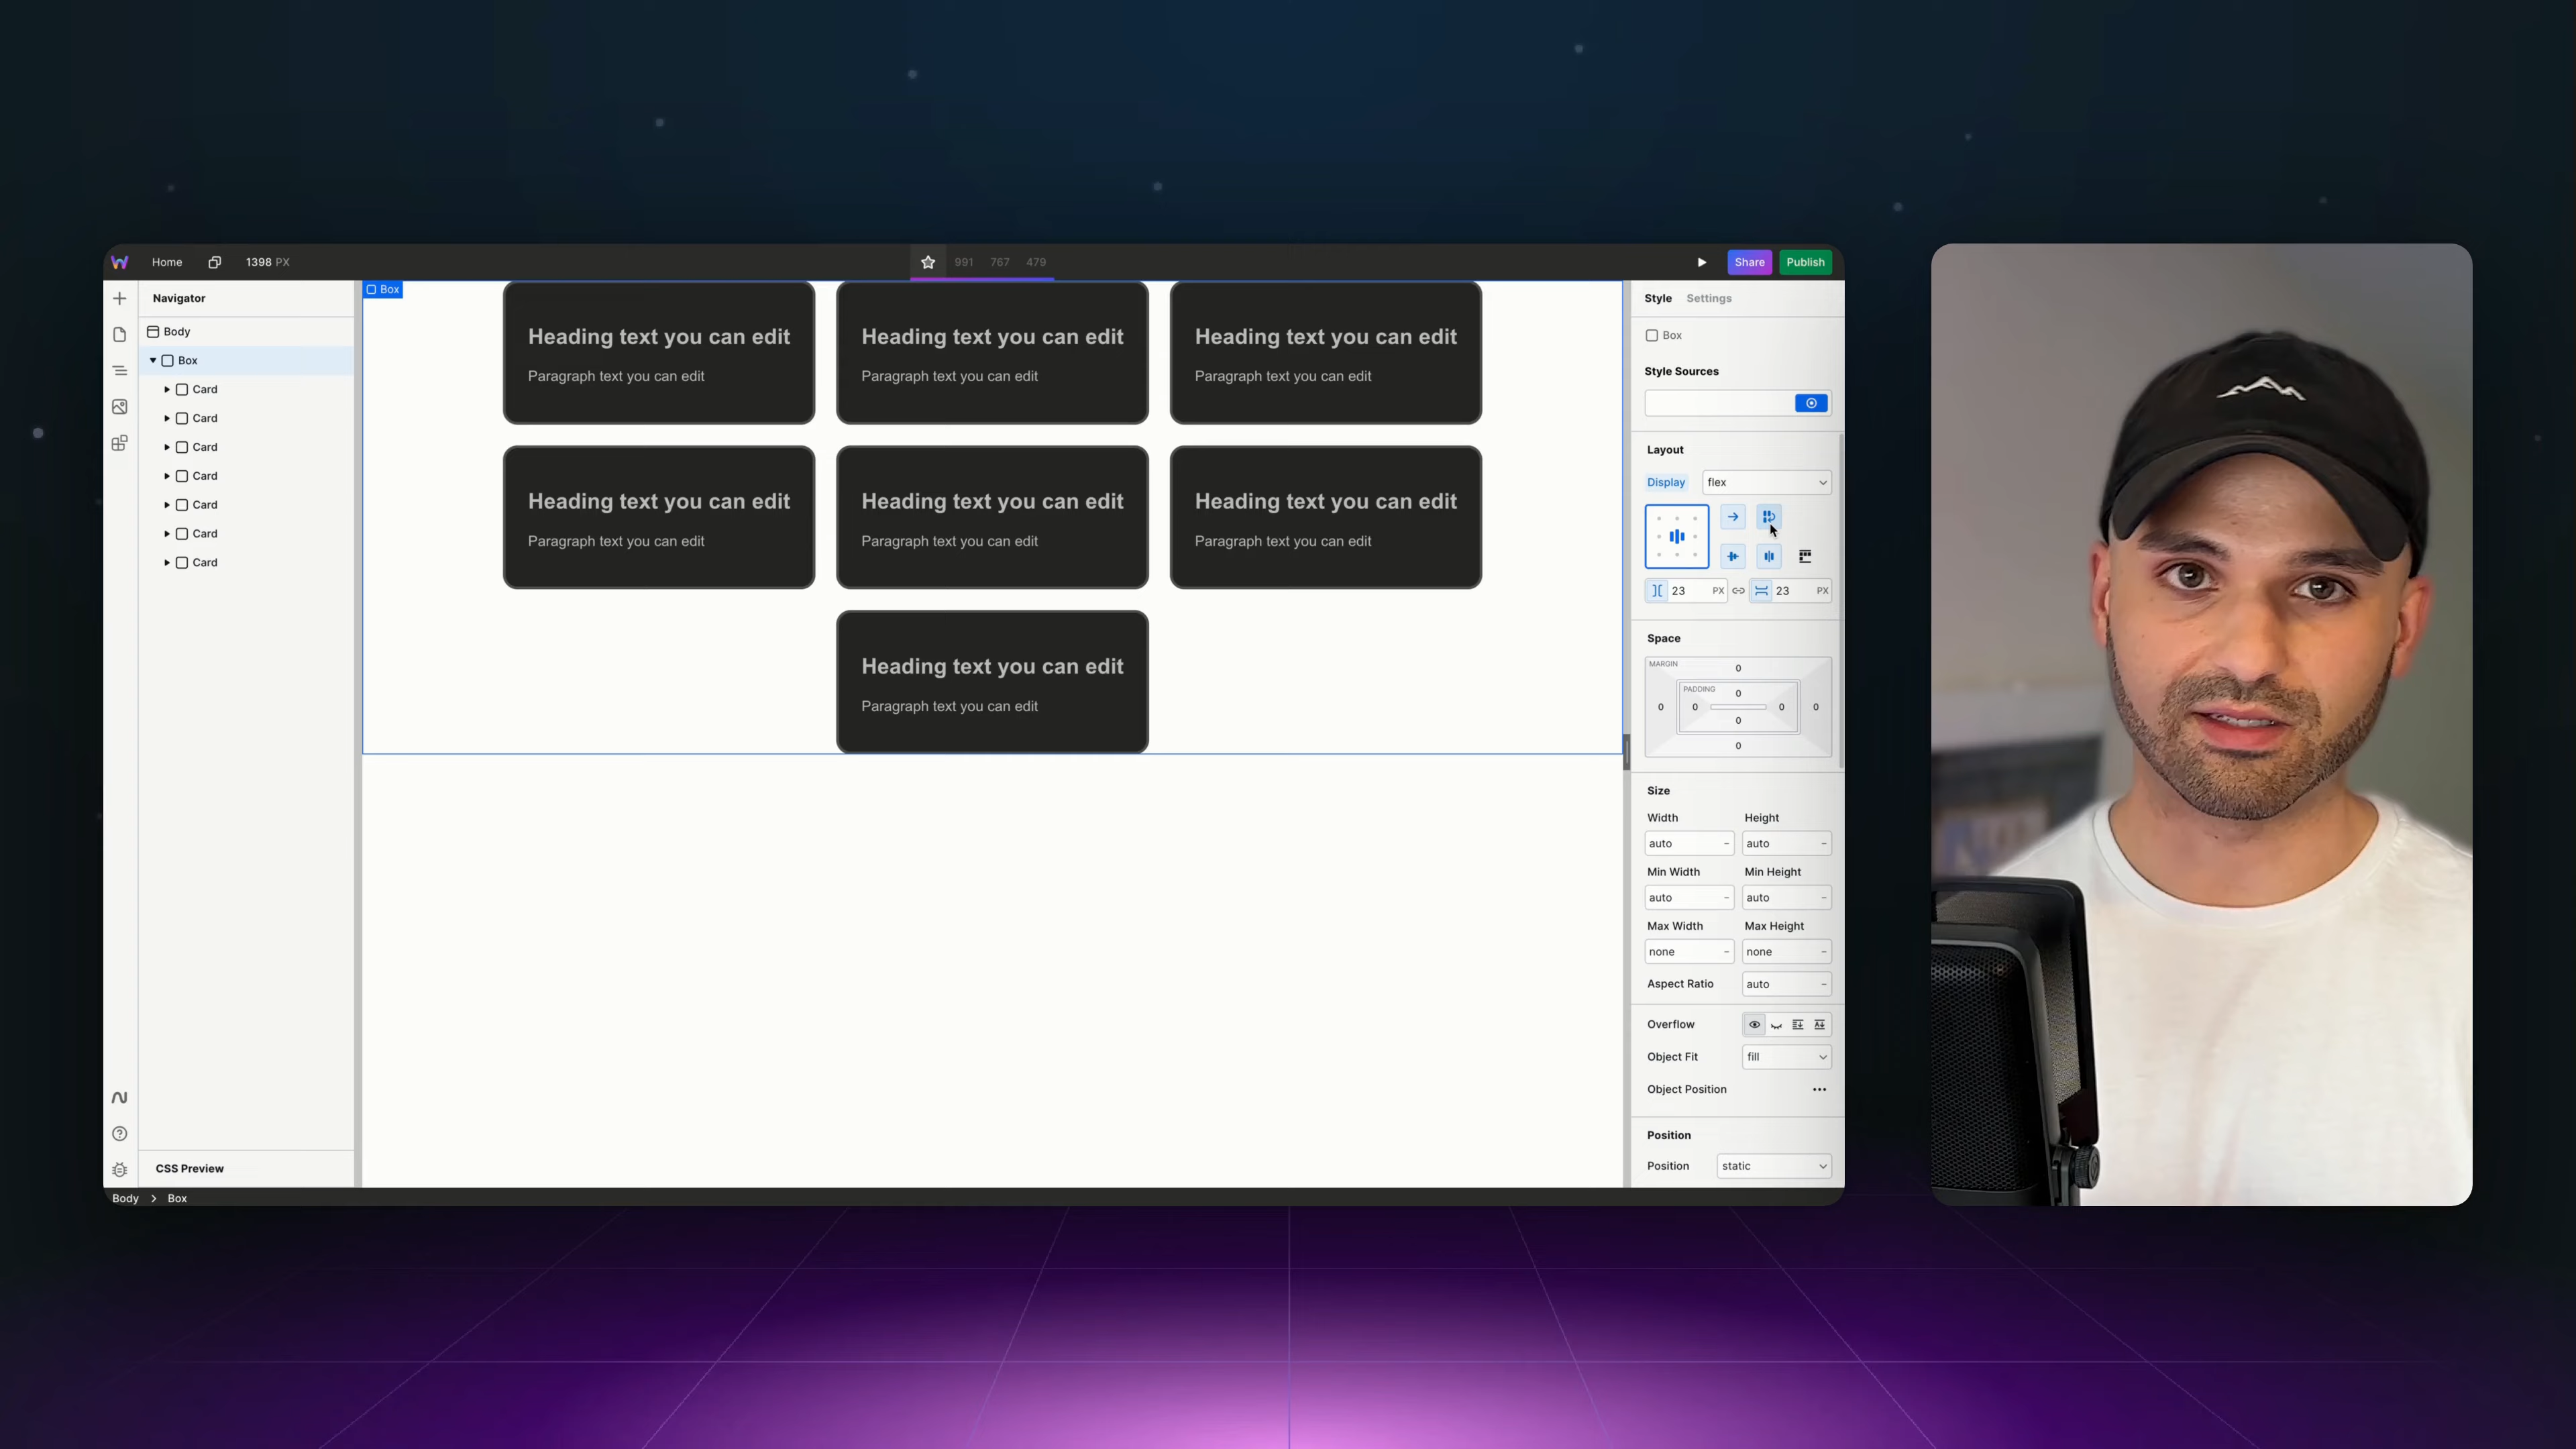 Home
1398 PX
991 767 479
Share
Publish
Navigator
Body
Box
Card
Card
Card
Card
Card
Card
Card
CSS Preview
Body > Box
Box
Heading text you can edit
Paragraph text you can edit
Heading text you can edit
Paragraph text you can edit
Heading text you can edit
Paragraph text you can edit
Heading text you can edit
Paragraph text you can edit
Heading text you can edit
Paragraph text you can edit
Heading text you can edit
Paragraph text you can edit
Heading text you can edit
Paragraph text you can edit
Style Settings
Box
Style Sources
Layout
Display flex
23 PX 23 PX
Space
MARGIN
0
PADDING
0
0 0 0 0
0
0
Size
Width Height
auto auto
Min Width Min Height
auto auto
Max Width Max Height
none none
Aspect Ratio auto
Overflow
Object Fit fill
Object Position
Position
Position static